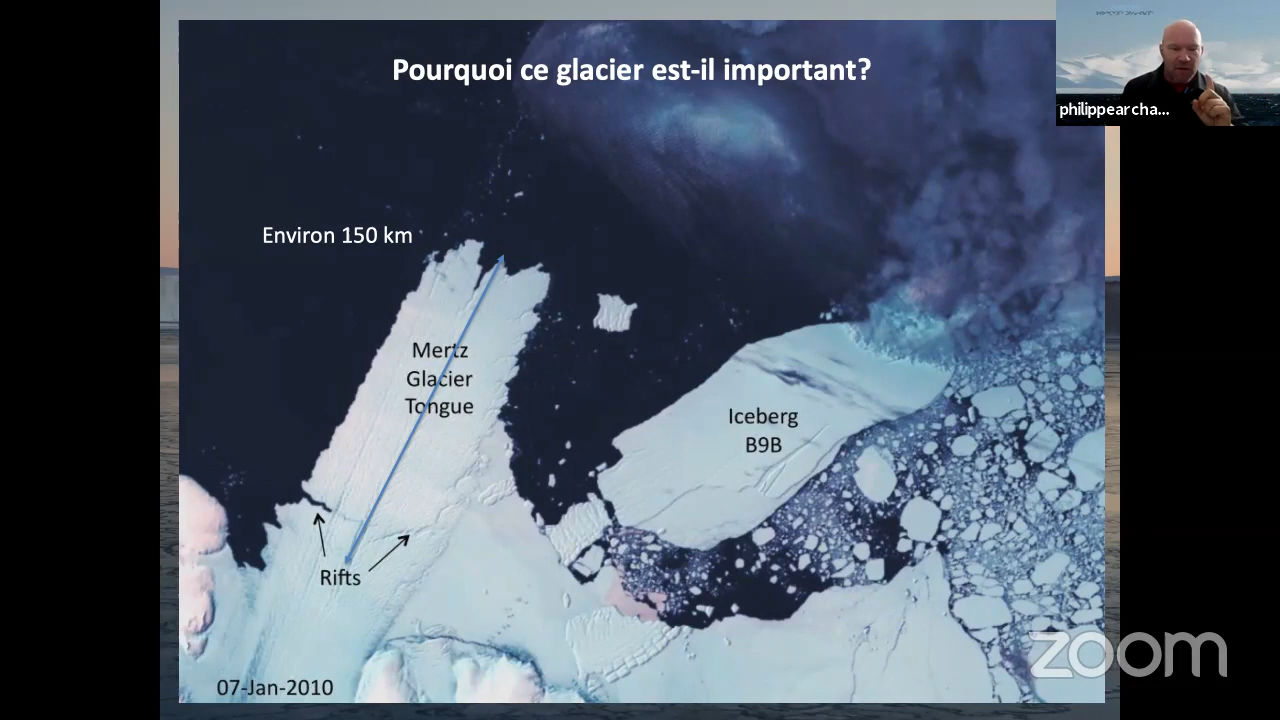 Pourquoi ce glacier est-il important?
philippearcha...
Environ 150 km
Mertz
Glacier
Tongue
Iceberg
B9B
Rifts
07-Jan-2010
zoom